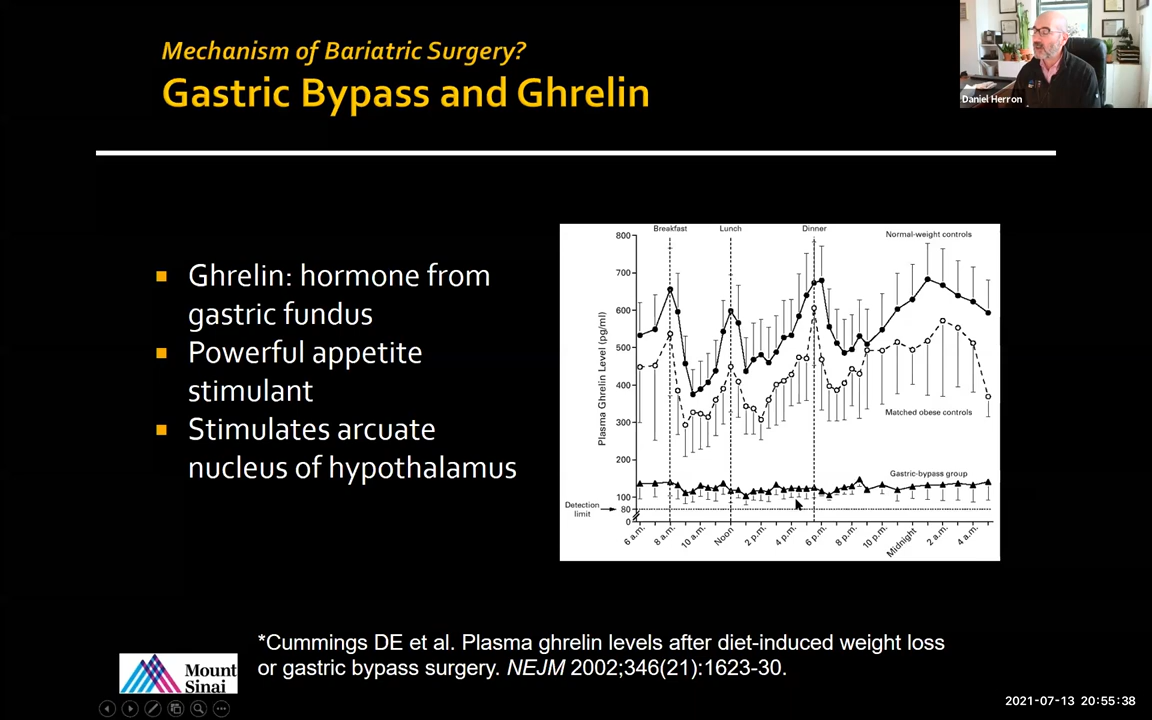 Mechanism of Bariatric Surgery?
Gastric Bypass and Ghrelin
Daniel Herron
Ghrelin: hormone from
gastric fundus
Powerful appetite
stimulant
Stimulates arcuate
nucleus of hypothalamus
Breakfast
Lunch
Dinner
Normal-weight controls
Matched obese controls
Gastric-bypass group
Plasma Ghrelin Level (pg/ml)
800
700
600
500
400
300
200
100
80
0
Detection
limit
6 a.m.
8 a.m.
10 a.m.
Noon
2 p.m.
4 p.m.
6 p.m.
8 p.m.
10 p.m.
Midnight
2 a.m.
4 a.m.
*Cummings DE et al. Plasma ghrelin levels after diet-induced weight loss
or gastric bypass surgery. NEJM 2002;346(21):1623-30.
Mount
Sinai
2021-07-13 20:55:38